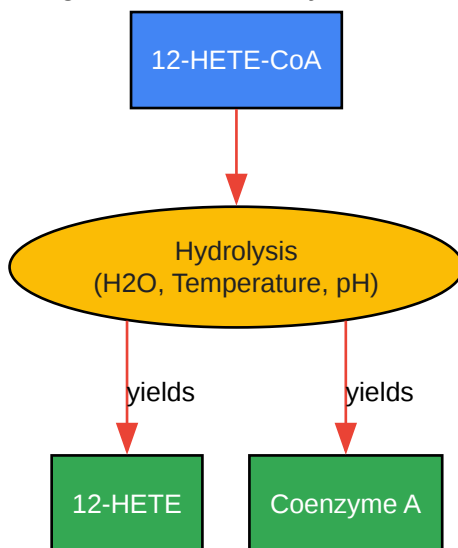 12-HETE-CoA
Hydrolysis
(H2O, Temperature, pH)
yields
yields
12-HETE
Coenzyme A